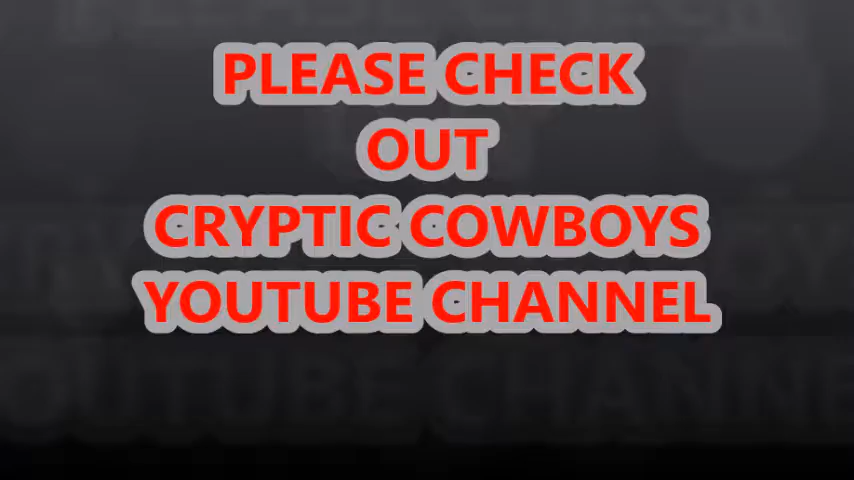 PLEASE CHECK
OUT
CRYPTIC COWBOYS
YOUTUBE CHANNEL